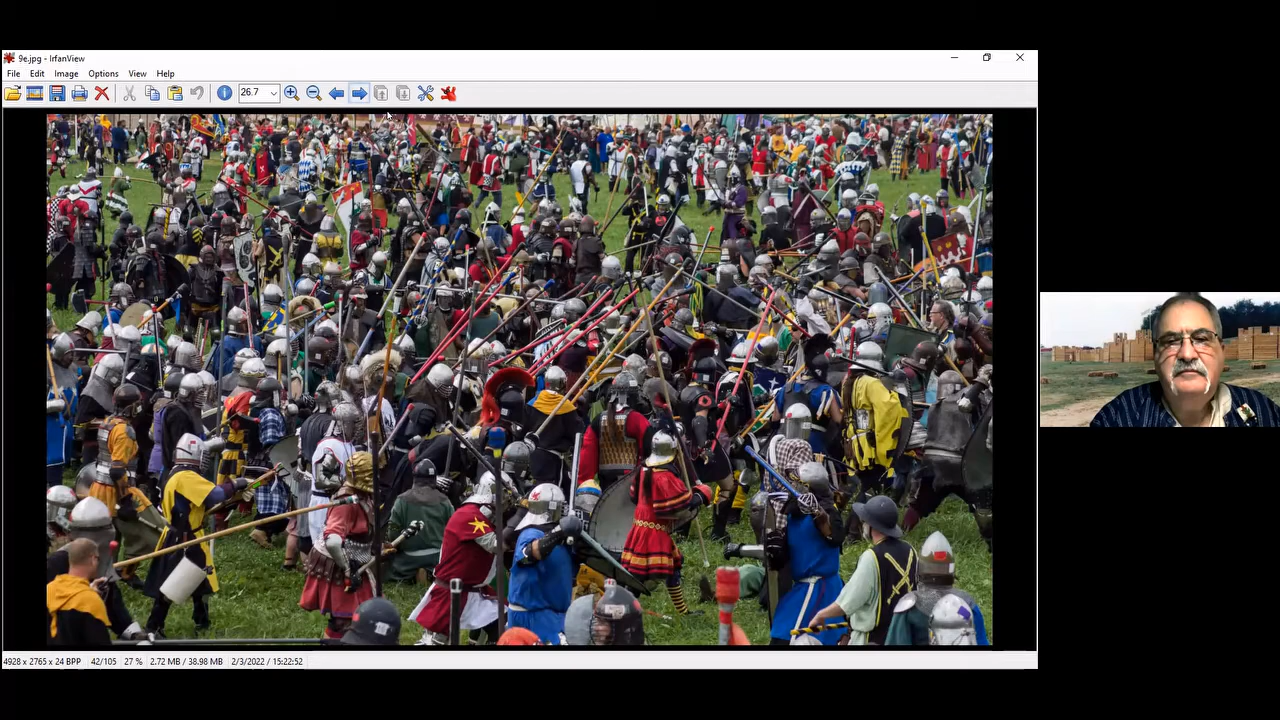 9e.jpg - IrfanView
File Edit Image Options View Help
26.7
4928 x 2765 x 24 BPP 42/105 27 % 2.72 MB / 38.98 MB 2/3/2022 / 15:22:52